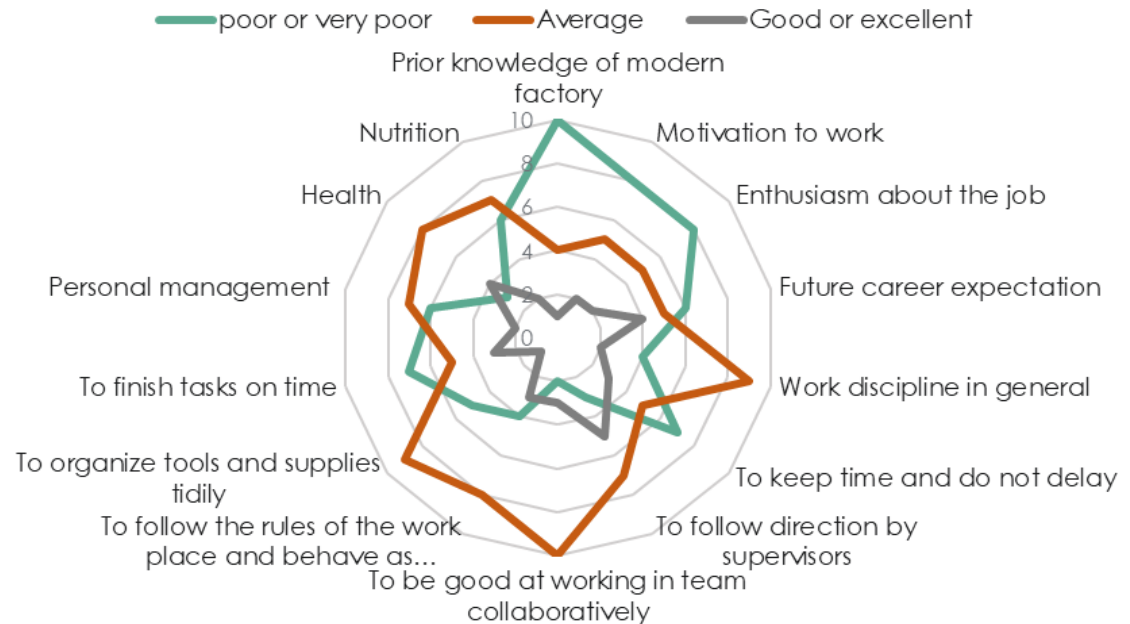 poor or very poor Average Good or excellent
Prior knowledge of modern
factory
Motivation to work
Enthusiasm about the job
Future career expectation
Work discipline in general
To keep time and do not delay
To follow direction by
supervisors
To be good at working in team
collaboratively
To follow the rules of the work
place and behave as...
To organize tools and supplies
tidily
To finish tasks on time
Personal management
Health
Nutrition
10
8
6
4
2
0